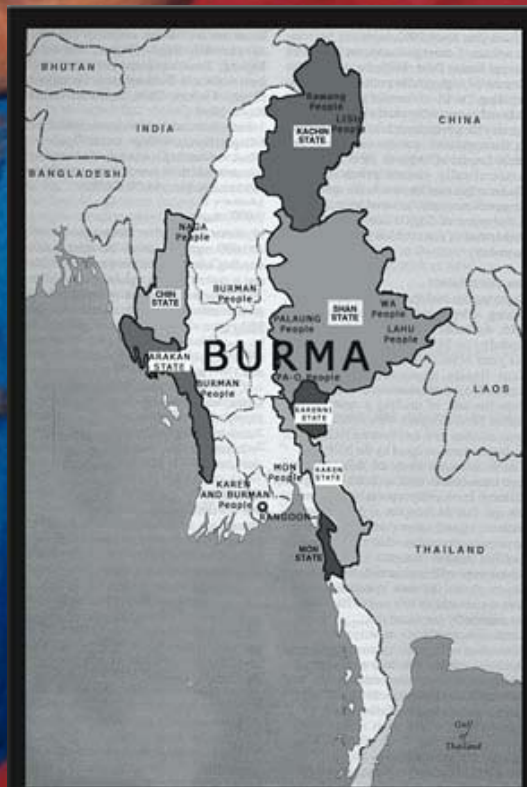 BHUTAN
INDIA
CHINA
BANGLADESH
Rawang
People
LISU
People
KACHIN
STATE
NAGA
People
CHIN
STATE
BURMAN
People
PALAUNG
People
SHAN
STATE
WA
People
LAHU
People
ARAKAN
STATE
BURMA
BURMAN
People
PA-O People
LAOS
KARENNI
STATE
MON
People
KAREN
STATE
KAREN
AND BURMAN
People
RANGOON
MON
STATE
THAILAND
Gulf
of
Thailand